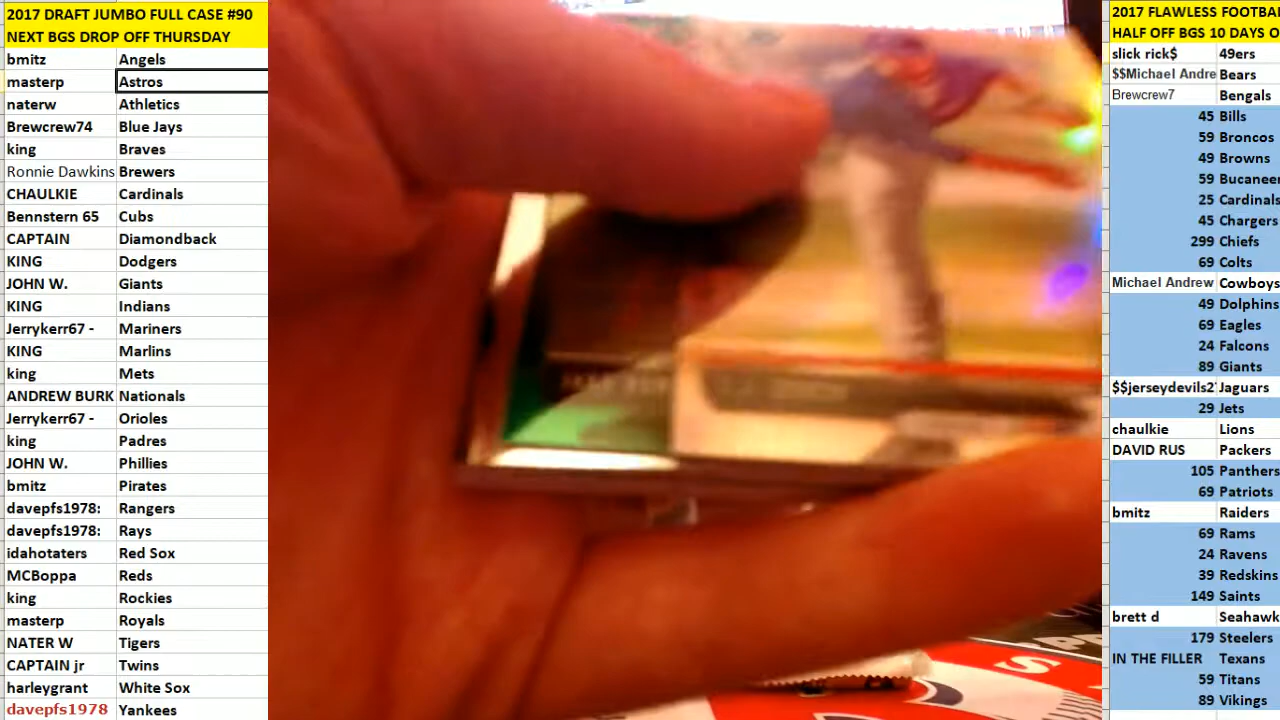 2017 DRAFT JUMBO FULL CASE #90
NEXT BGS DROP OFF THURSDAY
bmitz Angels
masterp Astros
naterw Athletics
Brewcrew74 Blue Jays
king Braves
Ronnie Dawkins Brewers
CHAULKIE Cardinals
Bennstern 65 Cubs
CAPTAIN Diamondback
KING Dodgers
JOHN W. Giants
KING Indians
Jerrykerr67 - Mariners
KING Marlins
king Mets
ANDREW BURK Nationals
Jerrykerr67 - Orioles
king Padres
JOHN W. Phillies
bmitz Pirates
davepfs1978: Rangers
davepfs1978: Rays
idahotaters Red Sox
MCBoppa Reds
king Rockies
masterp Royals
NATER W Tigers
CAPTAIN jr Twins
harleygrant White Sox
davepfs1978 Yankees
2017 FLAWLESS FOOTBAL
HALF OFF BGS 10 DAYS O
slick rick$ 49ers
$$Michael Andre Bears
Brewcrew7 Bengals
45 Bills
59 Broncos
49 Browns
59 Bucaneer
25 Cardinals
45 Chargers
299 Chiefs
69 Colts
Michael Andrew Cowboys
49 Dolphins
69 Eagles
24 Falcons
89 Giants
$$jerseydevils2 Jaguars
29 Jets
chaulkie Lions
DAVID RUS Packers
105 Panthers
69 Patriots
bmitz Raiders
69 Rams
24 Ravens
39 Redskins
149 Saints
brett d Seahawk
179 Steelers
IN THE FILLER Texans
59 Titans
89 Vikings